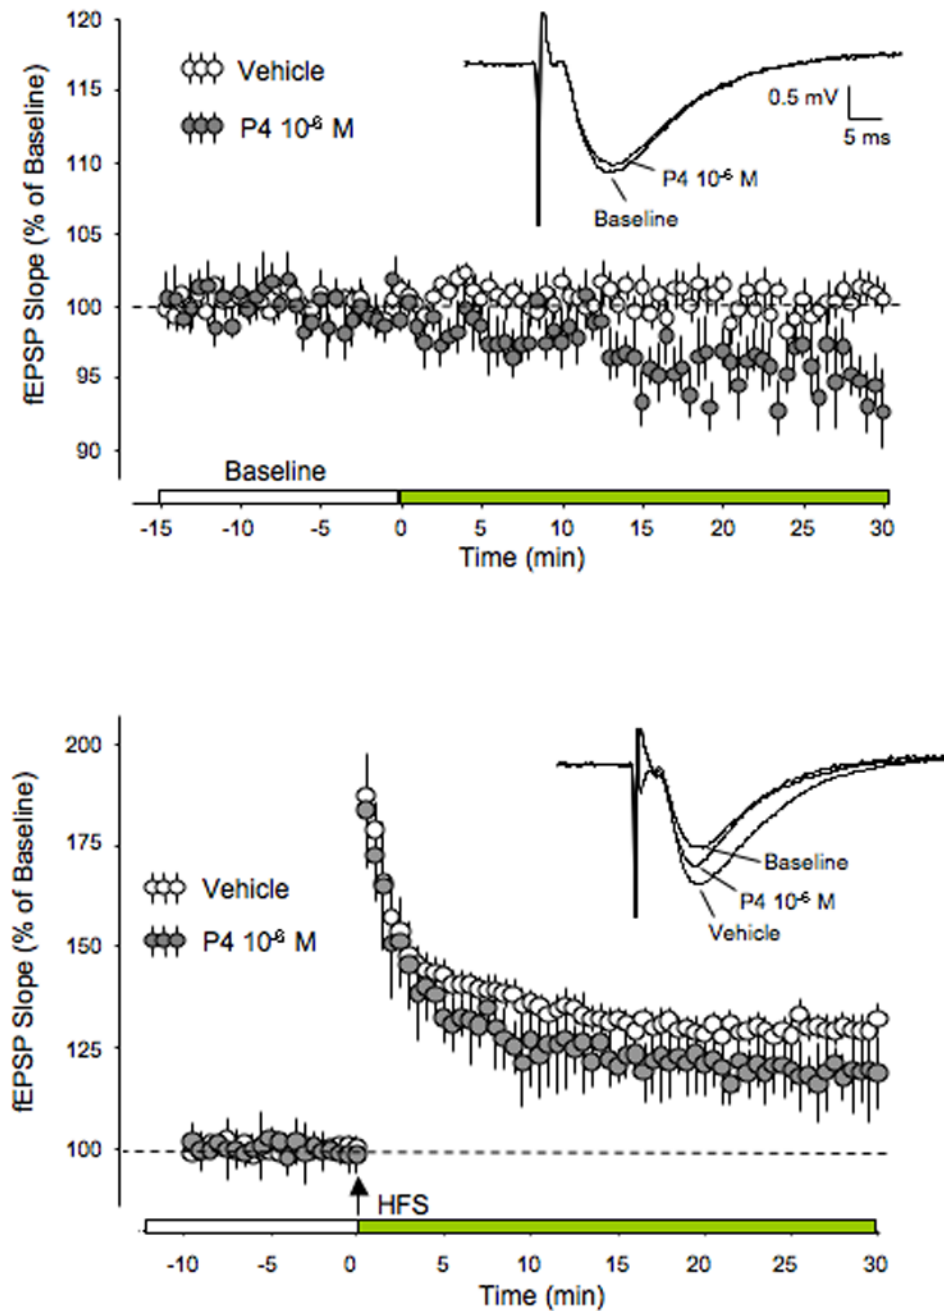 fEPSP Slope (% of Baseline)
120
115
110
105
100
95
90
Vehicle
P4 10⁻⁶ M
0.5 mV
5 ms
P4 10⁻⁶ M
Baseline
Baseline
-15 -10 -5 0 5 10 15 20 25 30
Time (min)
fEPSP Slope (% of Baseline)
200
175
150
125
100
Vehicle
P4 10⁻⁶ M
Baseline
P4 10⁻⁶ M
Vehicle
HFS
-10 -5 0 5 10 15 20 25 30
Time (min)